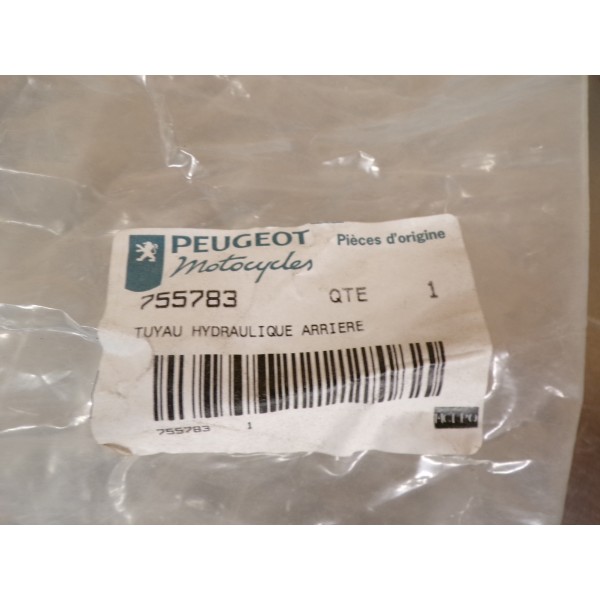 PEUGEOT Pièces d'origine
Motocycles
755783 QTE 1
TUYAU HYDRAULIQUE ARRIERE
755783 1